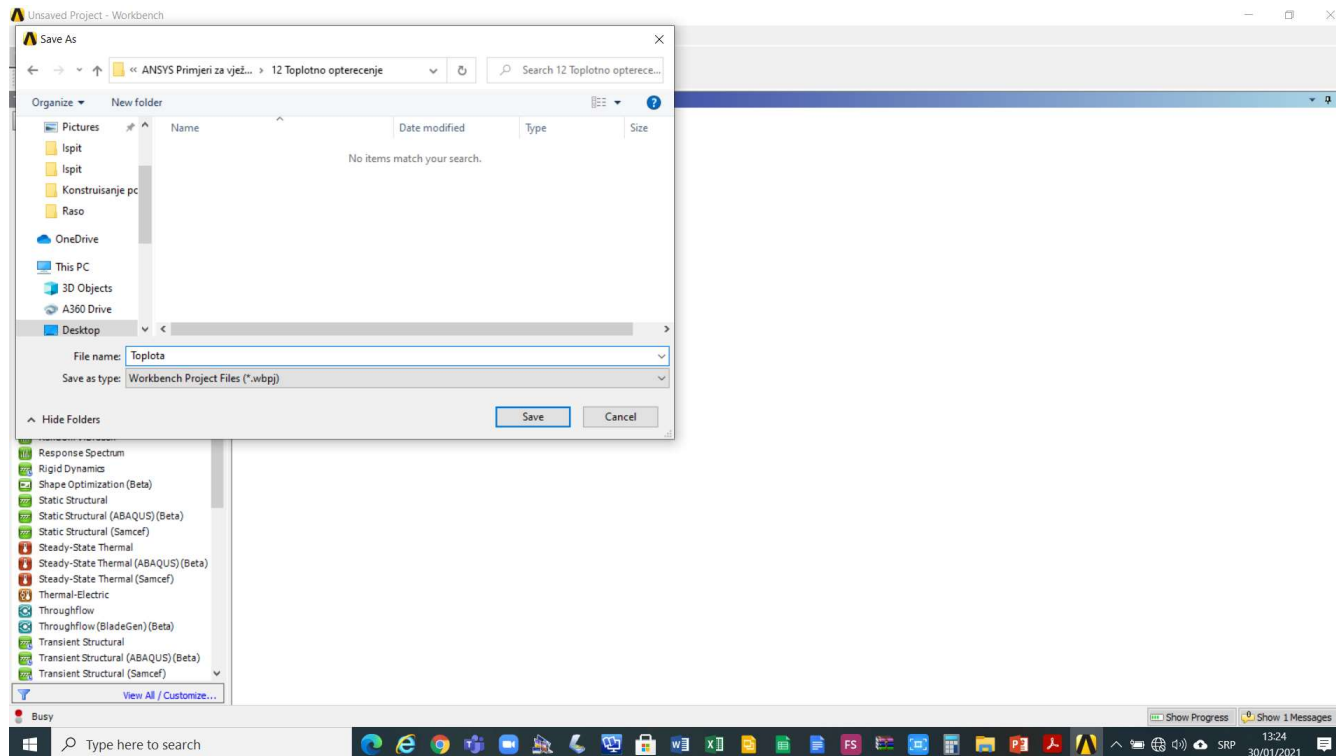 Unsaved Project - Workbench
Save As
« ANSYS Primjeri za vjež... > 12 Toplotno opterecenje
Search 12 Toplotno opterece...
Organize
New folder
Name
Date modified
Type
Size
No items match your search.
Pictures
Ispit
Ispit
Konstruisanje po
Raso
OneDrive
This PC
3D Objects
A360 Drive
Desktop
File name: Toplota
Save as type: Workbench Project Files (*.wbpj)
Hide Folders
Save
Cancel
Response Spectrum
Rigid Dynamics
Shape Optimization (Beta)
Static Structural
Static Structural (ABAQUS) (Beta)
Static Structural (Samcef)
Steady-State Thermal
Steady-State Thermal (ABAQUS) (Beta)
Steady-State Thermal (Samcef)
Thermal-Electric
Throughflow
Throughflow (BladeGen) (Beta)
Transient Structural
Transient Structural (ABAQUS) (Beta)
Transient Structural (Samcef)
View All / Customize...
Busy
Show Progress
Show 1 Messages
Type here to search
SRP
13:24
30/01/2021